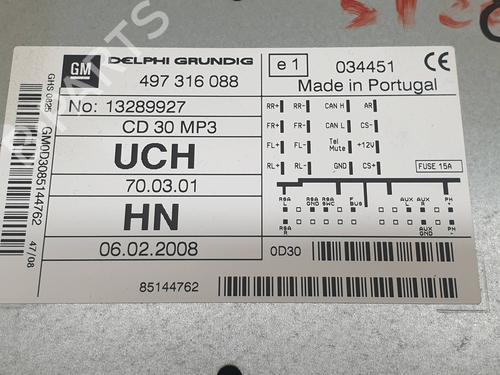 GM DELPHI GRUNDIG
497 316 088
e 1 034451 CE
Made in Portugal
No: 13289927
CD 30 MP3
UCH
70.03.01
HN
06.02.2008
85144762
GHS 0825
GM0D3085144762
47/08
RR+ RR- CAN H AR
FR+ FR- CAN L CS-
FL+ FL- Tel Mute +12V
RL+ RL- GND CS+
FUSE 15A
RSA L RSA GND RSA SWC F BUS AUX L AUX R PH +
RSA R AUX GND PH -
0D30